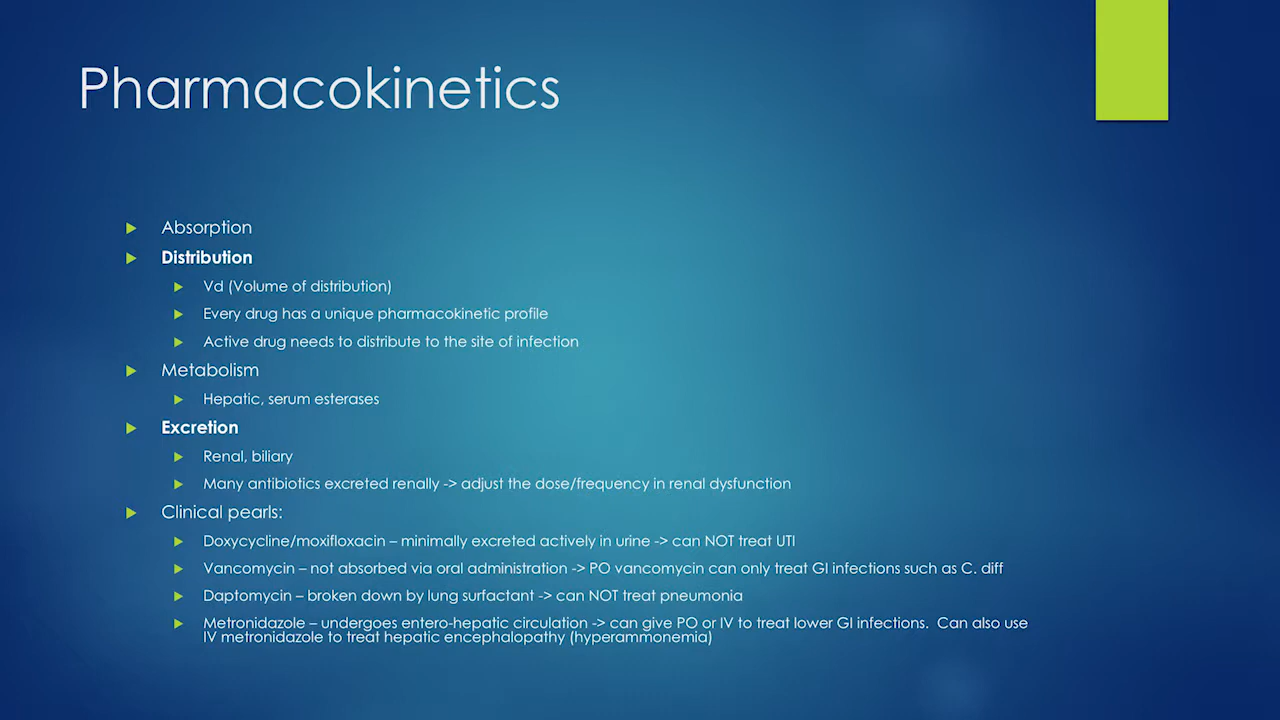 Pharmacokinetics
Absorption
Distribution
Vd (Volume of distribution)
Every drug has a unique pharmacokinetic profile
Active drug needs to distribute to the site of infection
Metabolism
Hepatic, serum esterases
Excretion
Renal, biliary
Many antibiotics excreted renally -> adjust the dose/frequency in renal dysfunction
Clinical pearls:
Doxycycline/moxifloxacin – minimally excreted actively in urine -> can NOT treat UTI
Vancomycin – not absorbed via oral administration -> PO vancomycin can only treat GI infections such as C. diff
Daptomycin – broken down by lung surfactant -> can NOT treat pneumonia
Metronidazole – undergoes entero-hepatic circulation -> can give PO or IV to treat lower GI infections.  Can also use
IV metronidazole to treat hepatic encephalopathy (hyperammonemia)